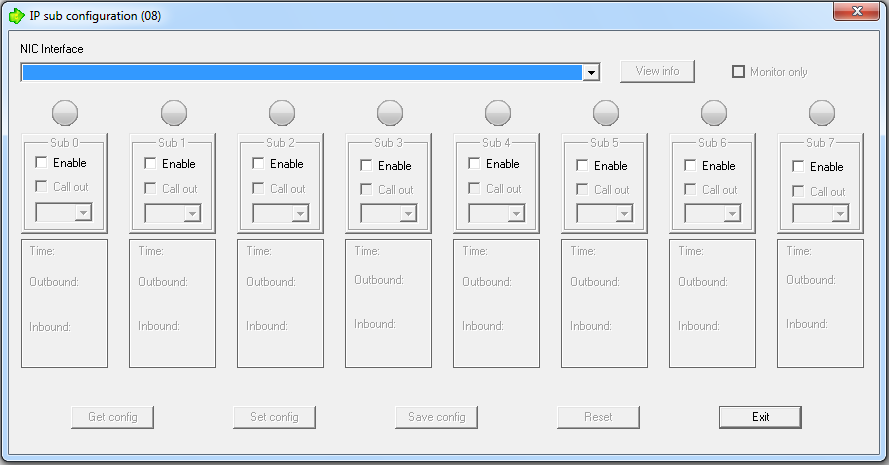 IP sub configuration (08)
NIC Interface
View info Monitor only
Sub 0 Sub 1 Sub 2 Sub 3 Sub 4 Sub 5 Sub 6 Sub 7
Enable Enable Enable Enable Enable Enable Enable Enable
Call out Call out Call out Call out Call out Call out Call out Call out
Time: Time: Time: Time: Time: Time: Time: Time:
Outbound: Outbound: Outbound: Outbound: Outbound: Outbound: Outbound: Outbound:
Inbound: Inbound: Inbound: Inbound: Inbound: Inbound: Inbound: Inbound:
Get config Set config Save config Reset Exit